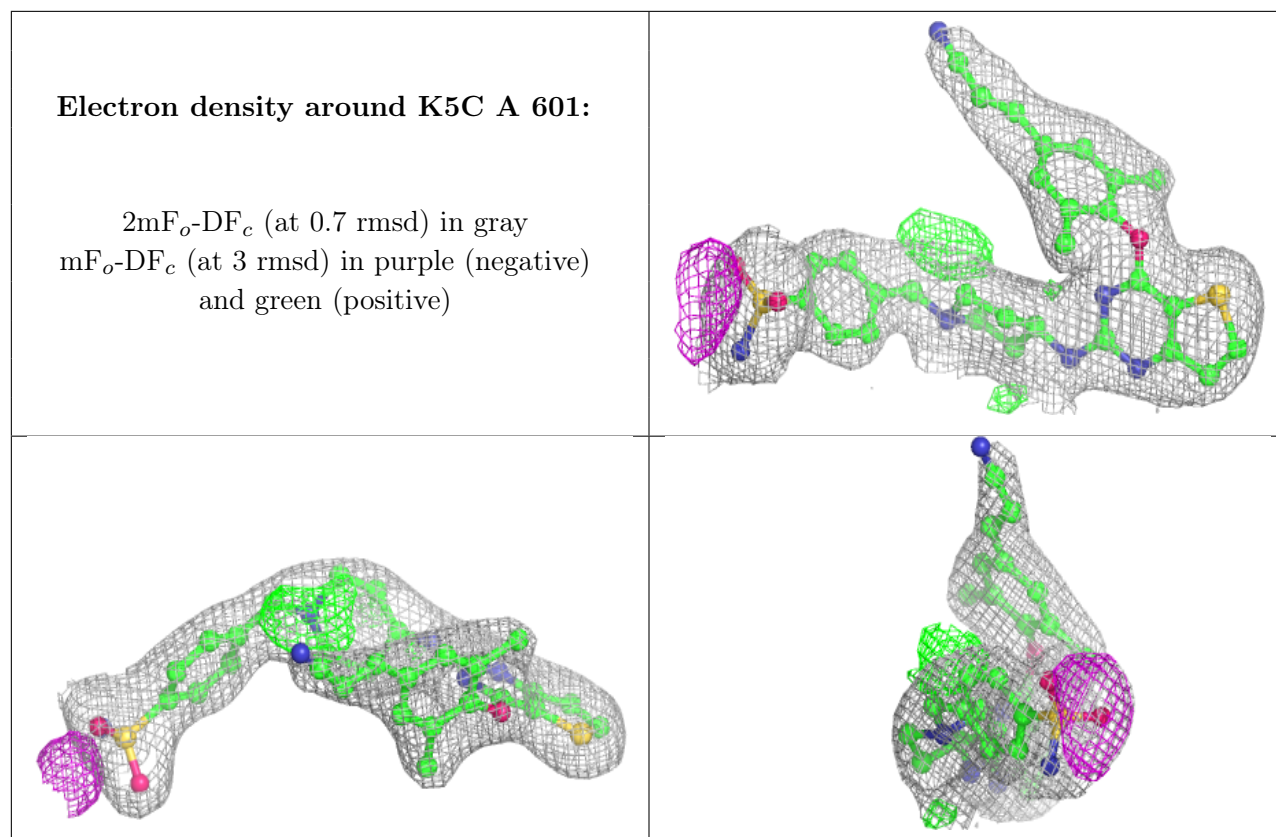 Electron density around K5C A 601:
2mFo-DFc (at 0.7 rmsd) in gray
mFo-DFc (at 3 rmsd) in purple (negative)
and green (positive)